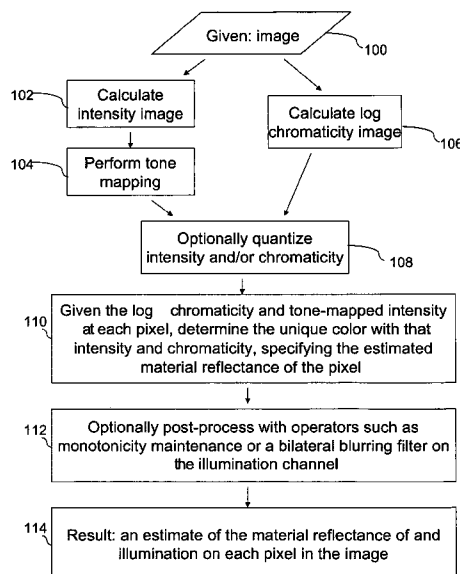 Given: image
100
102
Calculate
intensity image
Calculate log
chromaticity image
106
104
Perform tone
mapping
Optionally quantize
intensity and/or chromaticity
108
110
Given the log chromaticity and tone-mapped intensity
at each pixel, determine the unique color with that
intensity and chromaticity, specifying the estimated
material reflectance of the pixel
112
Optionally post-process with operators such as
monotonicity maintenance or a bilateral blurring filter on
the illumination channel
114
Result: an estimate of the material reflectance of and
illumination on each pixel in the image